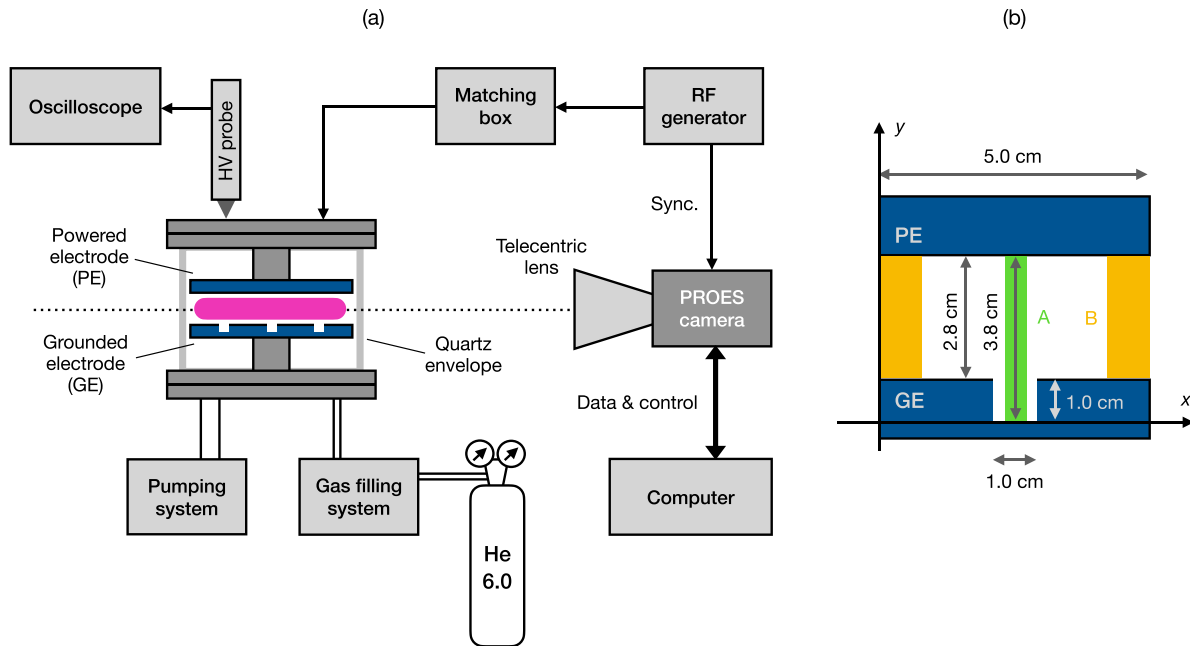 (a)
(b)
Oscilloscope
HV probe
Matching
box
RF
generator
Sync.
Powered
electrode
(PE)
Telecentric
lens
PROES
camera
Grounded
electrode
(GE)
Quartz
envelope
Data & control
Pumping
system
Gas filling
system
Computer
He
6.0
y
5.0 cm
PE
2.8 cm
3.8 cm
A
B
GE
1.0 cm
x
1.0 cm